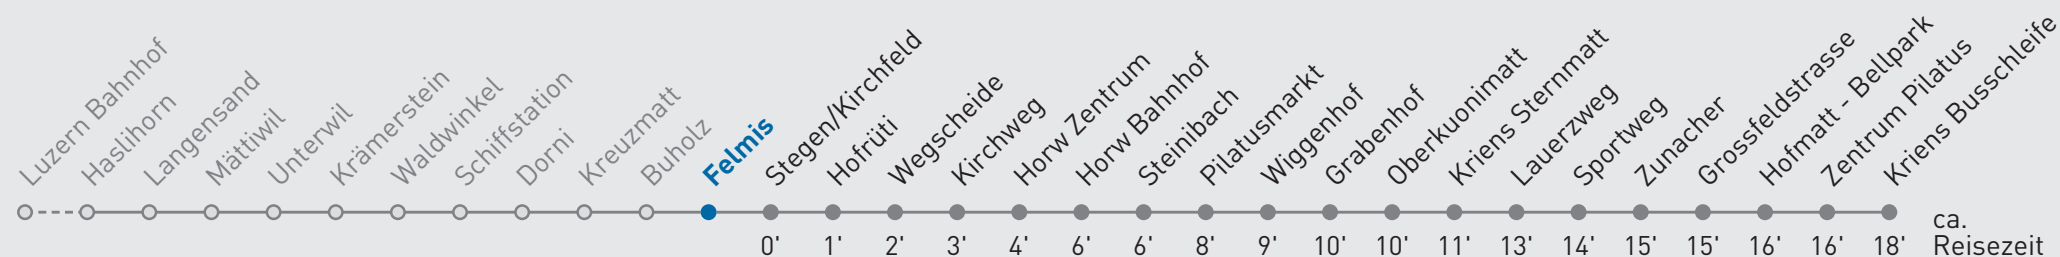 Luzern Bahnhof
Haslihorn
Langensand
Mättiwil
Unterwil
Krämerstein
Waldwinkel
Schiffstation
Dorni
Kreuzmatt
Buholz
Felmis
Stegen/Kirchfeld
Hofrüti
Wegscheide
Kirchweg
Horw Zentrum
Horw Bahnhof
Steinibach
Pilatusmarkt
Wiggenhof
Grabenhof
Oberkuonimatt
Kriens Sternmatt
Lauerzweg
Sportweg
Zunacher
Grossfeldstrasse
Hofmatt - Bellpark
Zentrum Pilatus
Kriens Busschleife
0' 1' 2' 3' 4' 6' 6' 8' 9' 10' 10' 11' 13' 14' 15' 15' 16' 16' 18'
ca.
Reisezeit